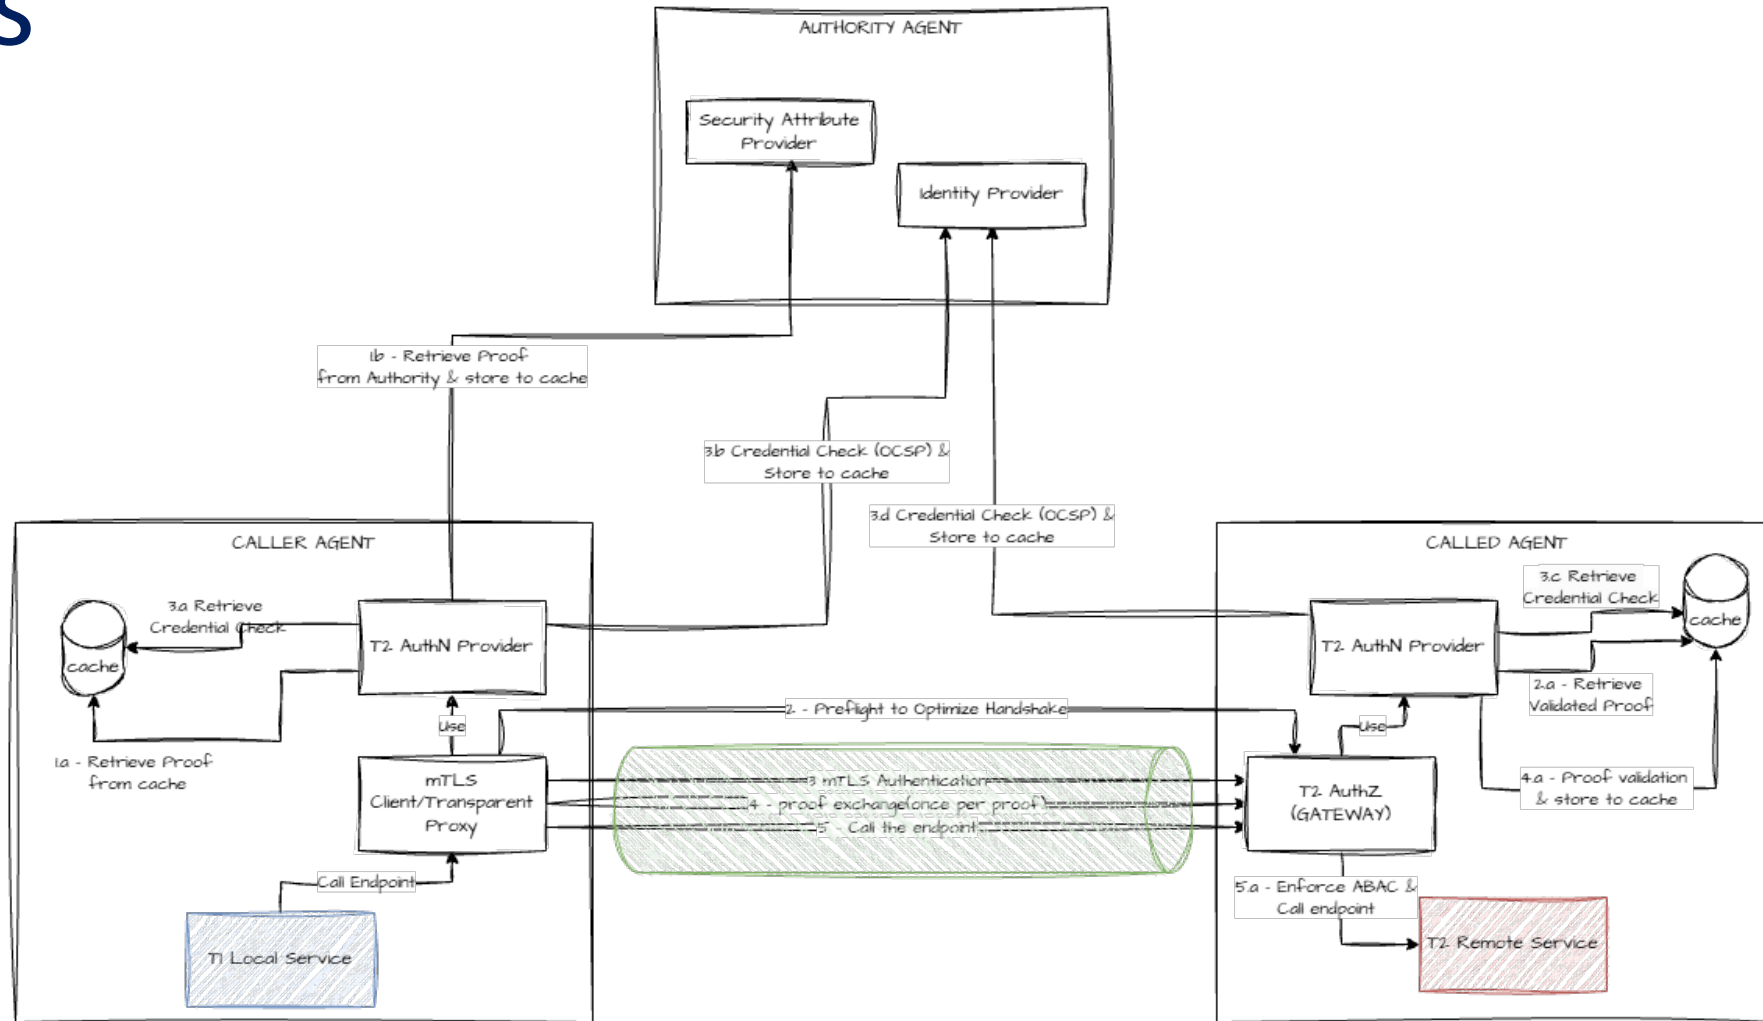 s
AUTHORITY AGENT
Security Attribute
Provider
Identity Provider
1b - Retrieve Proof
from Authority & store to cache
3.b Credential Check (OCSP) &
Store to cache
3.d Credential Check (OCSP) &
Store to cache
CALLER AGENT
3.a Retrieve
Credential Check
cache
T2 AuthN Provider
Use
1.a - Retrieve Proof
from cache
mTLS
Client/Transparent
Proxy
Call Endpoint
T1 Local Service
2 - Preflight to Optimize Handshake
3 mTLS Authentication
4 - proof exchange(once per proof)
5 - Call the endpoint
CALLED AGENT
3.c Retrieve
Credential Check
cache
T2 AuthN Provider
2.a - Retrieve
Validated Proof
Use
4.a - Proof validation
& store to cache
T2 AuthZ
(GATEWAY)
5.a - Enforce ABAC &
Call endpoint
T2 Remote Service